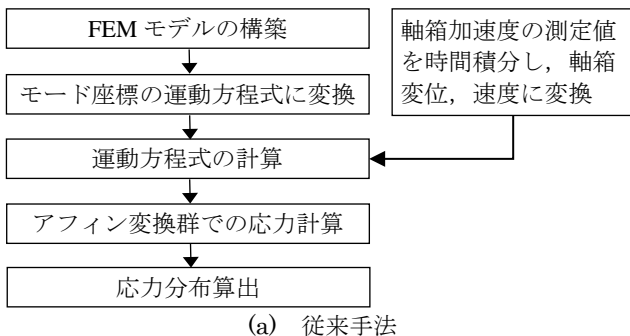 FEM モデルの構築
モード座標の運動方程式に変換
運動方程式の計算
アフィン変換群での応力計算
応力分布算出
軸箱加速度の測定値
を時間積分し，軸箱
変位，速度に変換
(a) 従来手法